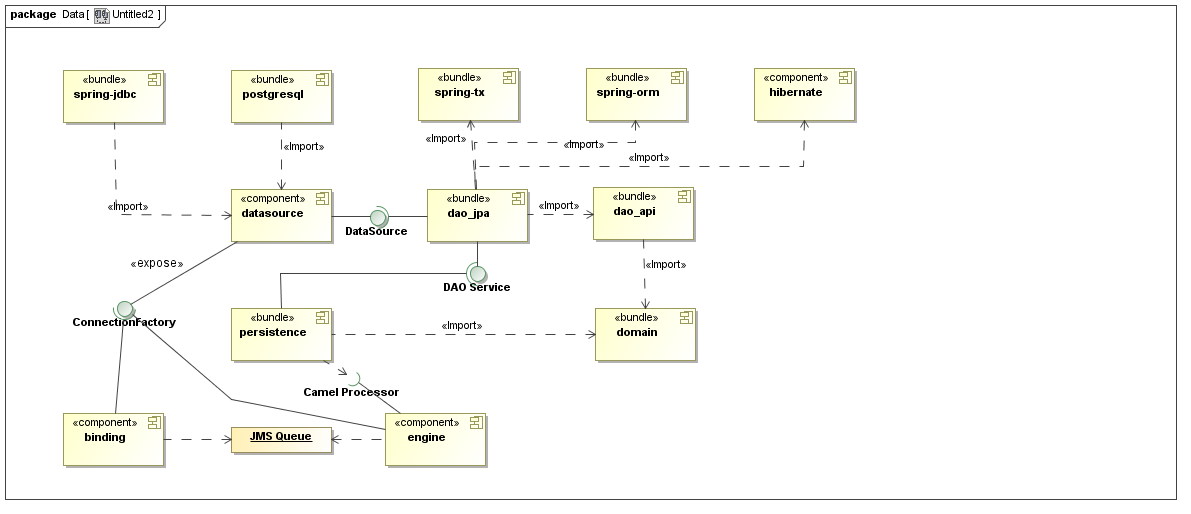 package Data [ Untitled2 ]
«bundle»
spring-jdbc
«bundle»
postgresql
«bundle»
spring-tx
«bundle»
spring-orm
«component»
hibernate
«Import»
«Import»
«Import»
«Import»
«Import»
«component»
datasource
DataSource
«bundle»
dao_jpa
«Import»
«bundle»
dao_api
«expose»
«Import»
DAO Service
ConnectionFactory
«bundle»
persistence
«Import»
«bundle»
domain
Camel Processor
«component»
binding
JMS Queue
«component»
engine